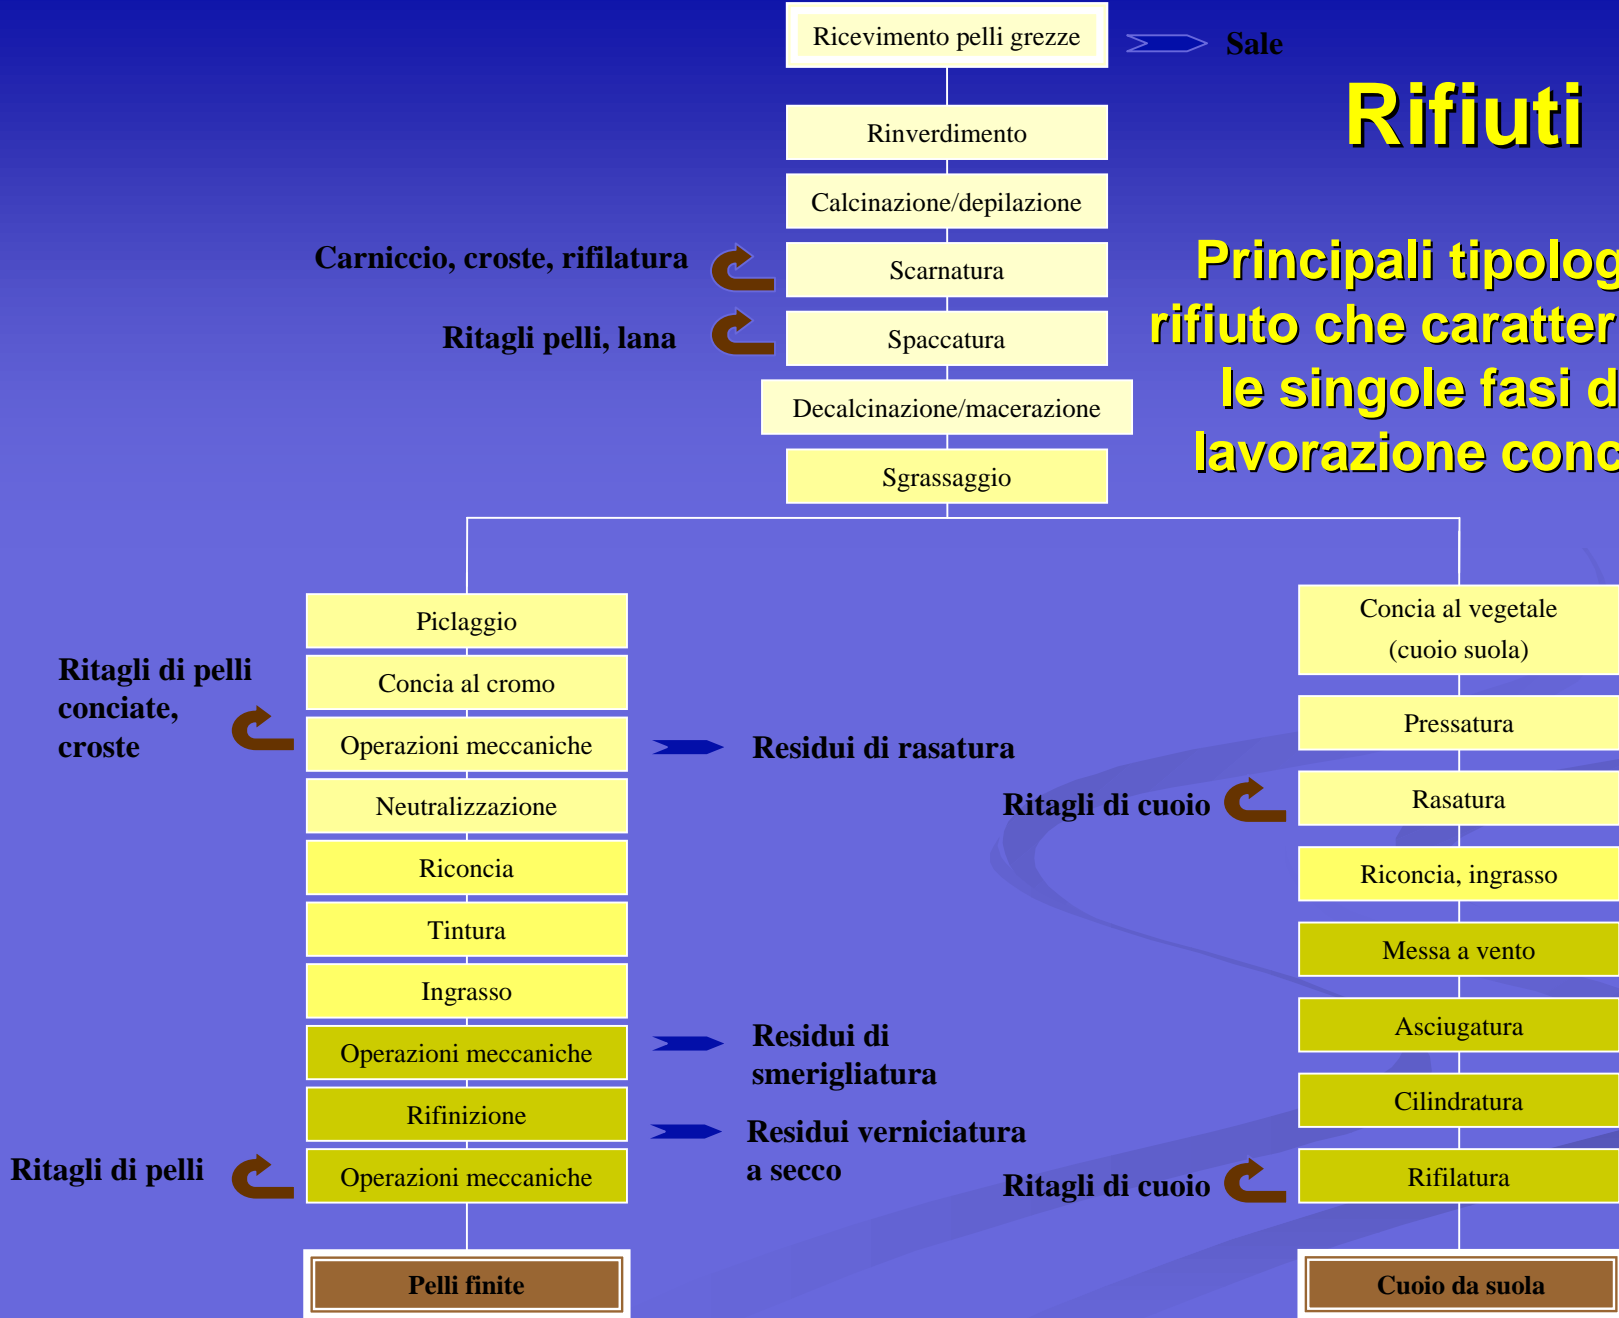 Ricevimento pelli grezze
Sale
Rifiuti
Rinverdimento
Calcinazione/depilazione
Carniccio, croste, rifilatura
Scarnatura
Ritagli pelli, lana
Spaccatura
Decalcinazione/macerazione
Sgrassaggio
Principali tipolog
rifiuto che caratter
le singole fasi d
lavorazione conc
Piclaggio
Concia al cromo
Ritagli di pelli
conciate,
croste
Operazioni meccaniche
Residui di rasatura
Neutralizzazione
Riconcia
Tintura
Ingrasso
Operazioni meccaniche
Residui di
smerigliatura
Rifinizione
Residui verniciatura
a secco
Ritagli di pelli
Operazioni meccaniche
Pelli finite
Concia al vegetale
(cuoio suola)
Pressatura
Ritagli di cuoio
Rasatura
Riconcia, ingrasso
Messa a vento
Asciugatura
Cilindratura
Ritagli di cuoio
Rifilatura
Cuoio da suola